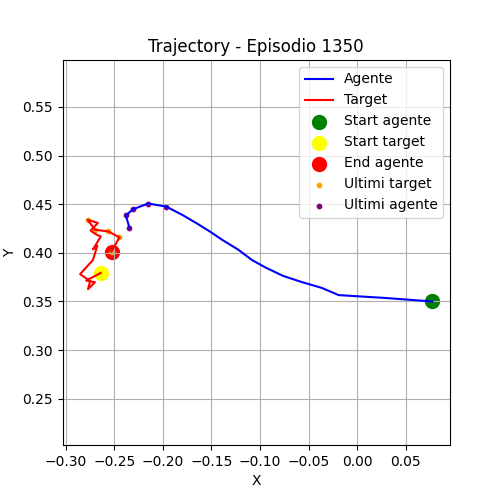 Trajectory - Episodio 1350
Agente
Target
Start agente
Start target
End agente
Ultimi target
Ultimi agente
Y
0.55
0.50
0.45
0.40
0.35
0.30
0.25
−0.30 −0.25 −0.20 −0.15 −0.10 −0.05 0.00 0.05
X